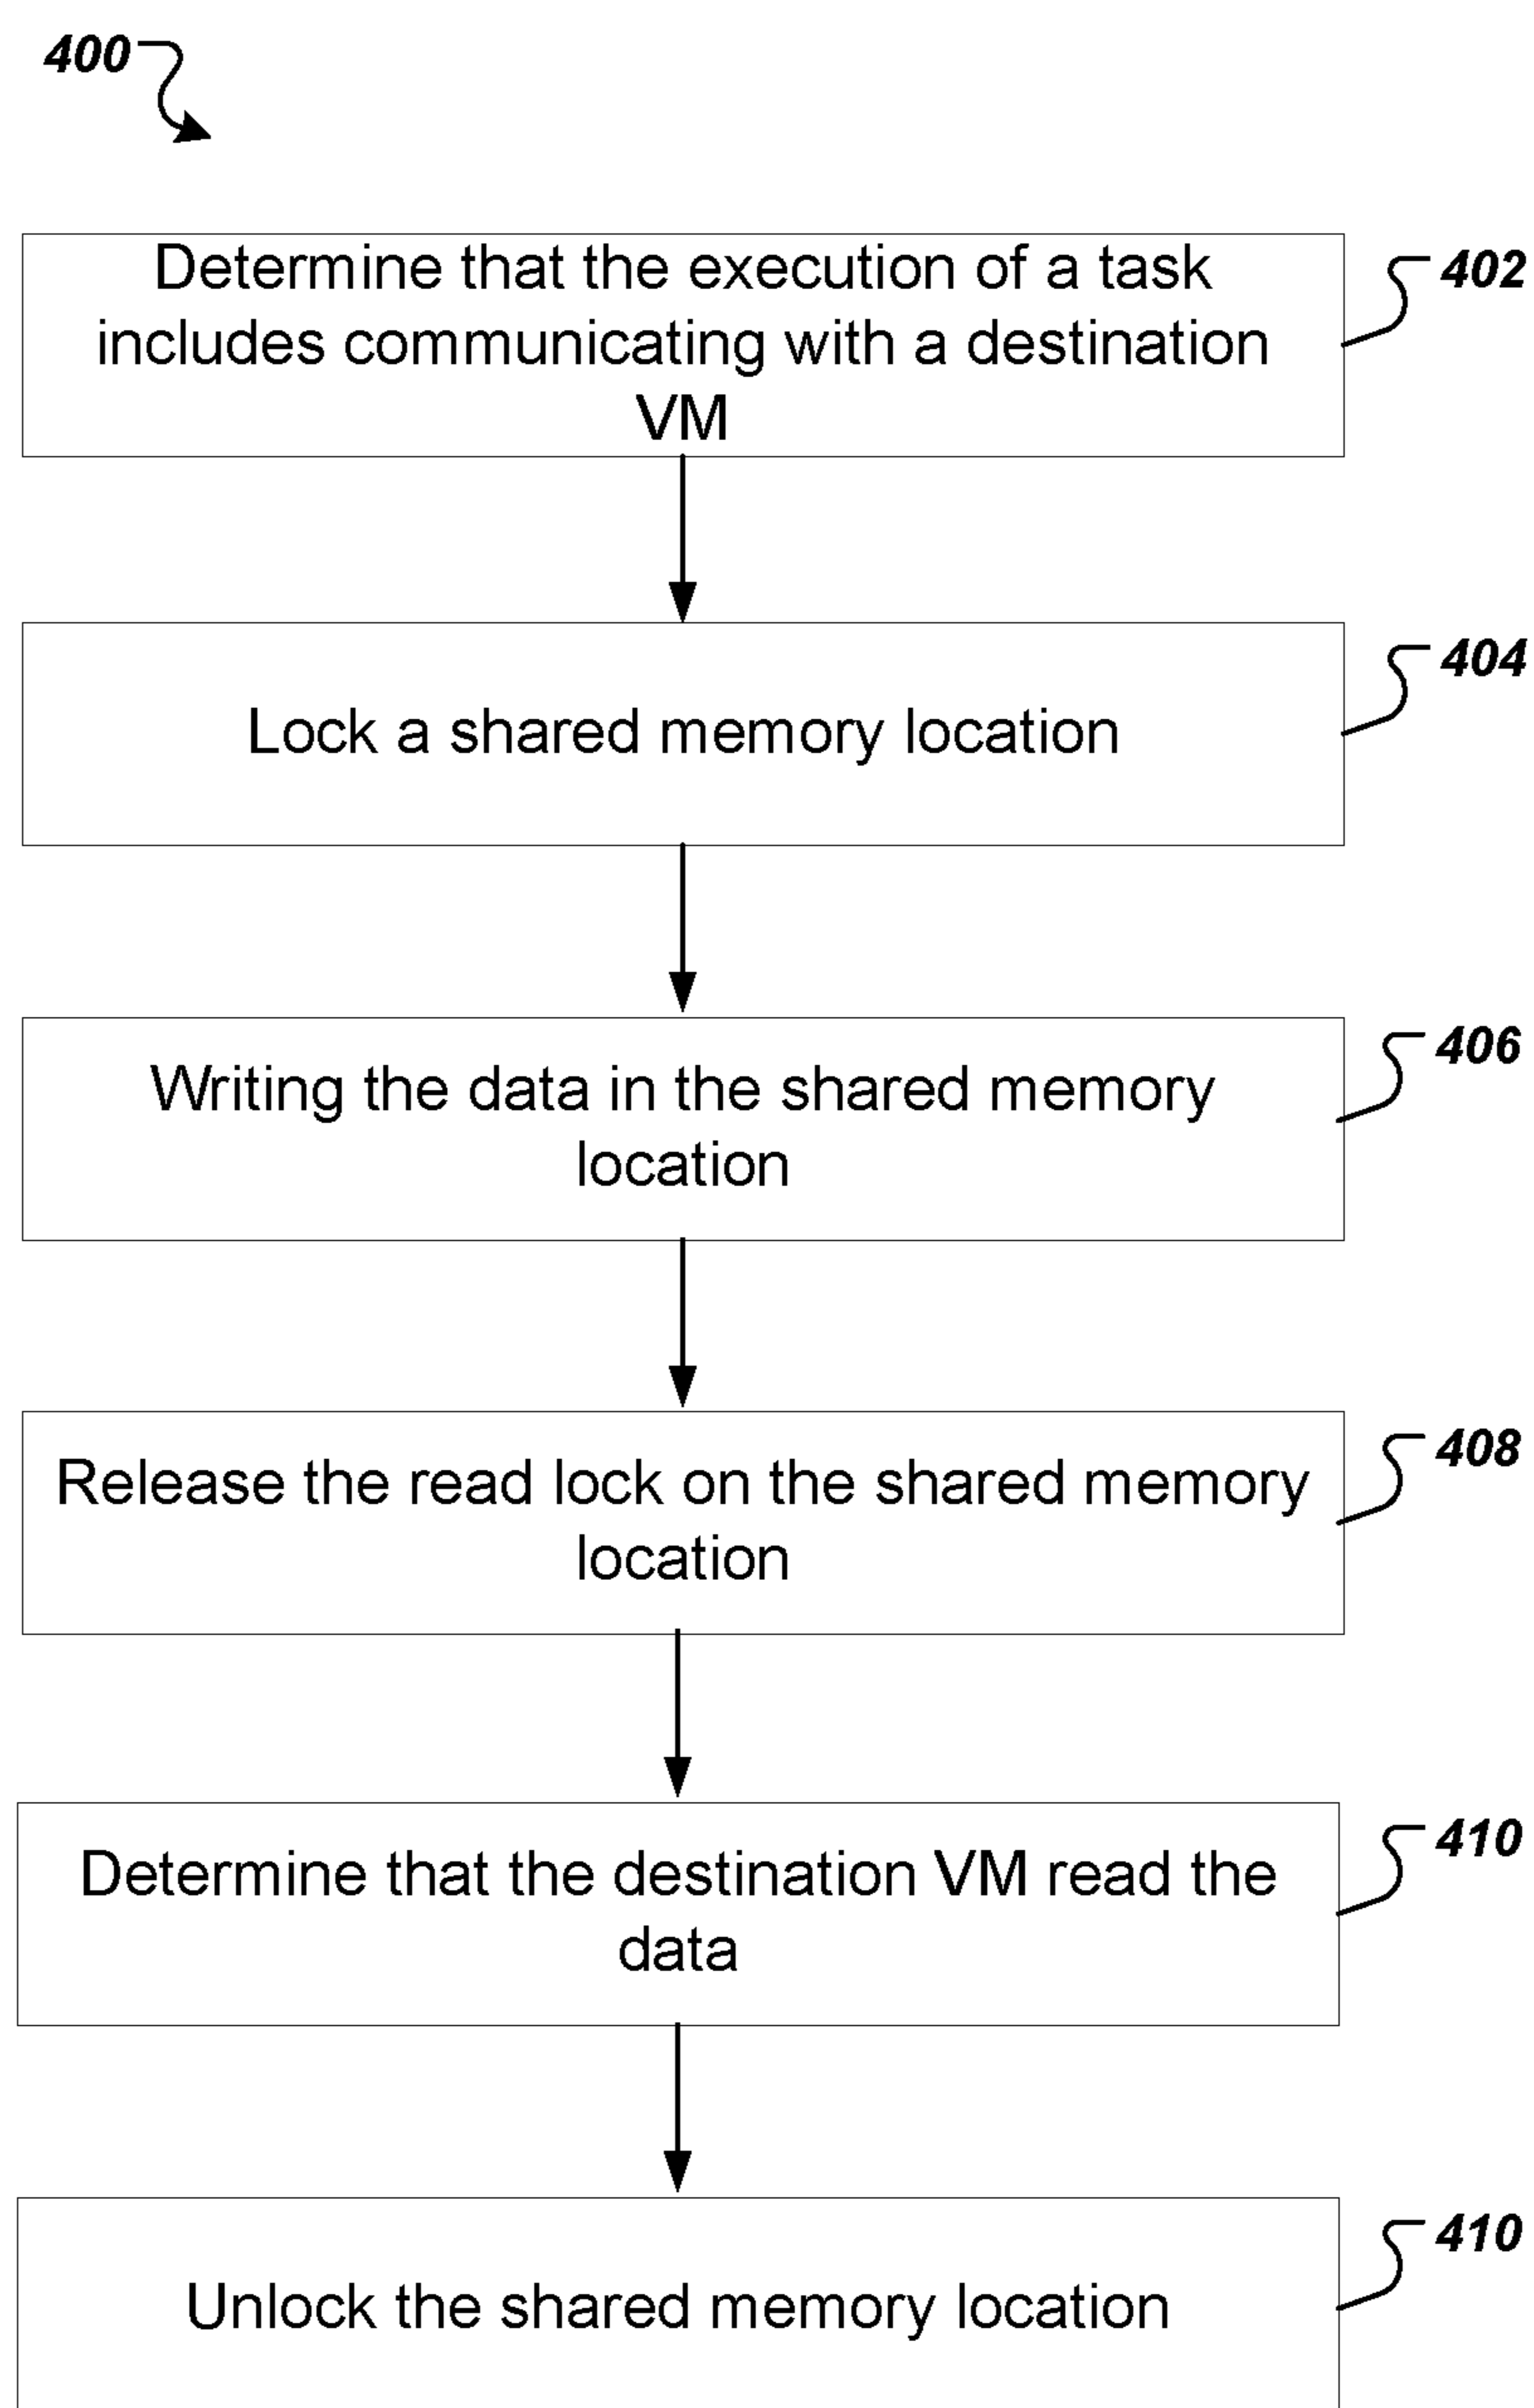 400
Determine that the execution of a task
includes communicating with a destination
VM
402
Lock a shared memory location
404
Writing the data in the shared memory
location
406
Release the read lock on the shared memory
location
408
Determine that the destination VM read the
data
410
Unlock the shared memory location
410